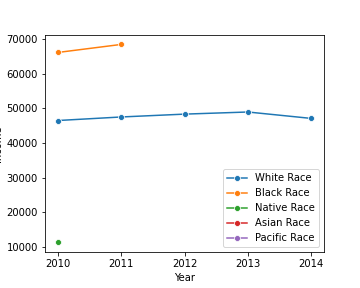 70000
60000
50000
40000
30000
20000
10000
White Race
Black Race
Native Race
Asian Race
Pacific Race
2010 2011 2012 2013 2014
Year